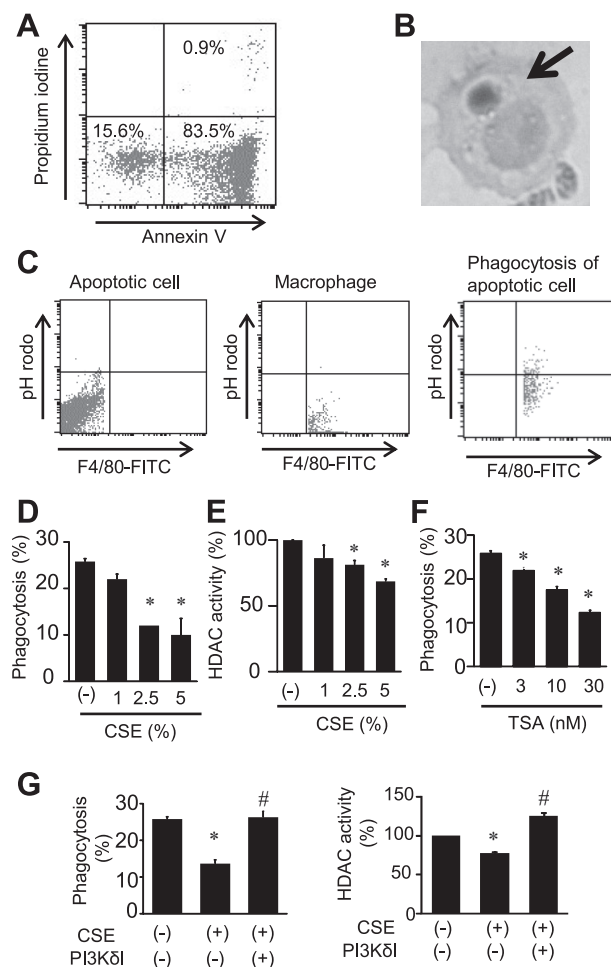 A
Propidium iodine
0.9%
15.6%
83.5%
Annexin V
B
C
Apoptotic cell
pH rodo
F4/80-FITC
Macrophage
pH rodo
F4/80-FITC
Phagocytosis of
apoptotic cell
pH rodo
F4/80-FITC
D
Phagocytosis (%)
30
20
10
0
*
*
(-) 1 2.5 5
CSE (%)
E
HDAC activity (%)
100
50
0
*
*
(-) 1 2.5 5
CSE (%)
F
Phagocytosis (%)
30
20
10
0
*
*
*
(-) 3 10 30
TSA (nM)
G
Phagocytosis
(%)
30
20
10
0
*
#
CSE (-) (+) (+)
PI3KδI (-) (-) (+)
HDAC activity
(%)
150
100
50
0
*
#
CSE (-) (+) (+)
PI3KδI (-) (-) (+)